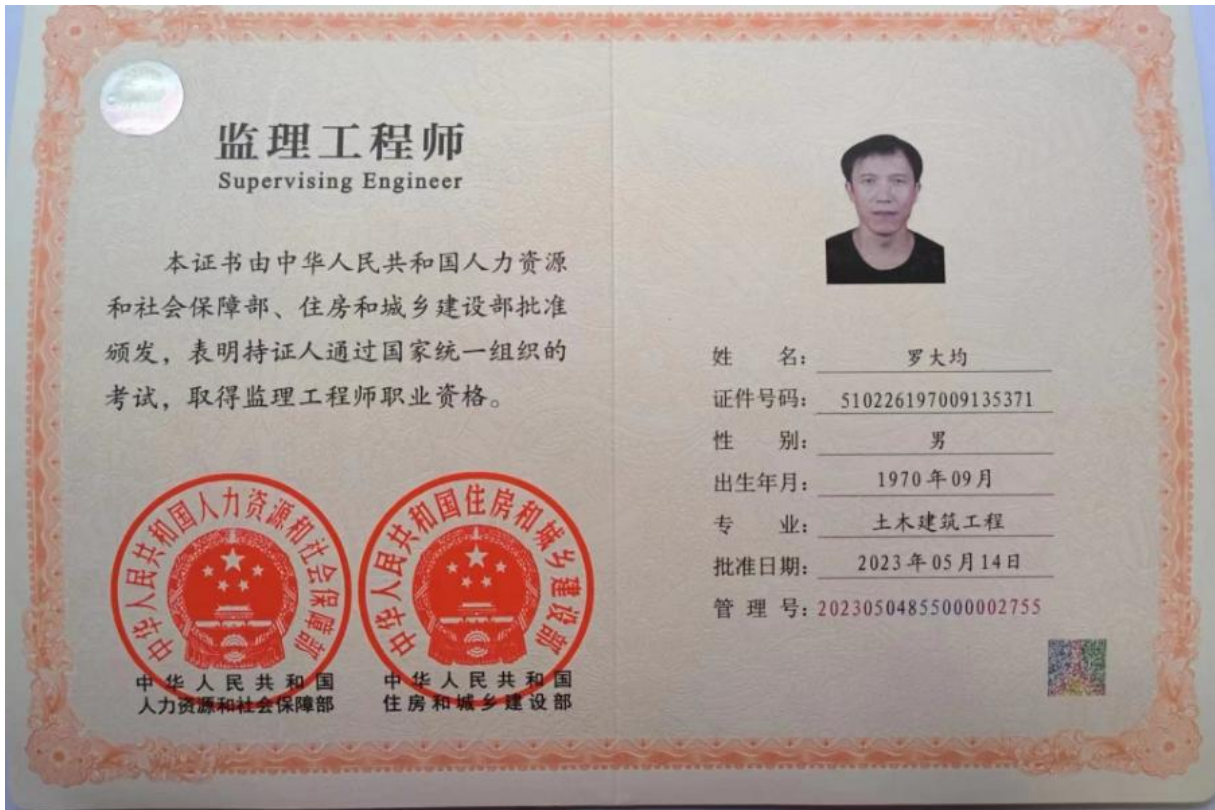 监理工程师
Supervising Engineer
本证书由中华人民共和国人力资源
和社会保障部、住房和城乡建设部批准
颁发，表明持证人通过国家统一组织的
考试，取得监理工程师职业资格。
中华人民共和国人力资源和社会保障部
中华人民共和国住房和城乡建设部
中华人民共和国
人力资源和社会保障部
中华人民共和国
住房和城乡建设部
姓 名：罗大均
证件号码：510226197009135371
性 别：男
出生年月：1970年09月
专 业：土木建筑工程
批准日期：2023年05月14日
管 理 号：20230504855000002755